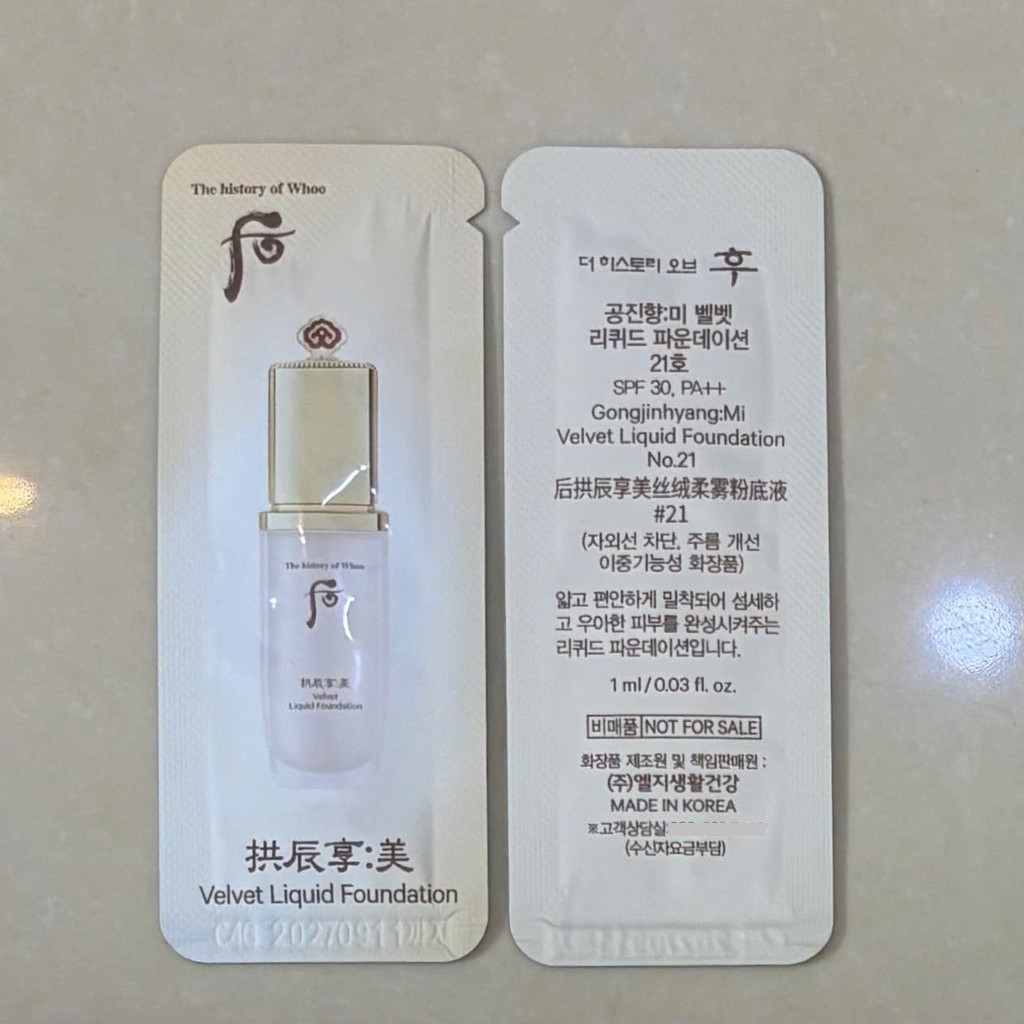 The history of Whoo
后
The history of Whoo
后
拱辰享:美
Velvet
Liquid Foundation
拱辰享:美
Velvet Liquid Foundation
20270911까지
더 히스토리 오브 후
공진향:미 벨벳
리퀴드 파운데이션
21호
SPF 30, PA++
Gongjinhyang:Mi
Velvet Liquid Foundation
No.21
后拱辰享美丝绒柔雾粉底液
#21
(자외선 차단, 주름 개선
이중기능성 화장품)
얇고 편안하게 밀착되어 섬세하
고 우아한 피부를 완성시켜주는
리퀴드 파운데이션입니다.
1 ml/0.03 fl. oz.
비매품 NOT FOR SALE
화장품 제조원 및 책임판매원 :
(주)엘지생활건강
MADE IN KOREA
※고객상담실:
(수신자요금부담)